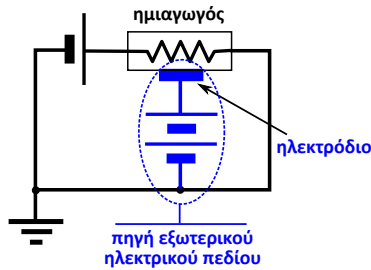 ημιαγωγός
ηλεκτρόδιο
πηγή εξωτερικού
ηλεκτρικού πεδίου